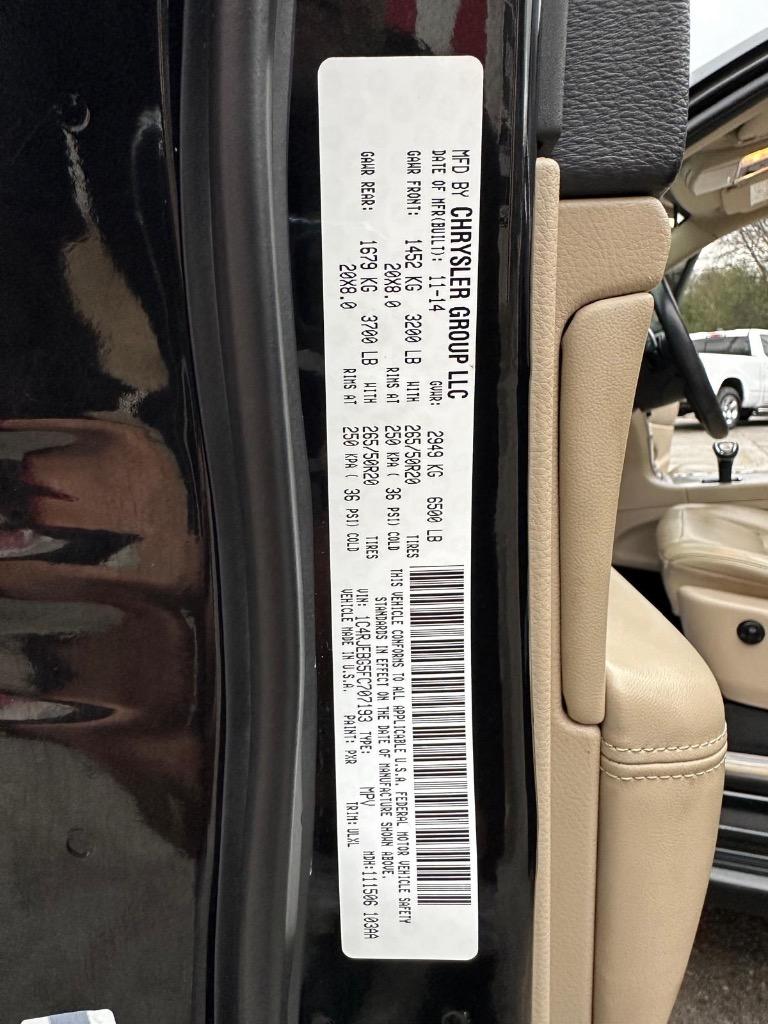 MFD BY CHRYSLER GROUP LLC
DATE OF MFR(BUILT): 11-14 GVWR: 2949 KG 6500 LB
GAWR FRONT: 1452 KG 3200 LB WITH 265/50R20 TIRES
20X8.0 RIMS AT 250 KPA ( 36 PSI) COLD
GAWR REAR: 1679 KG 3700 LB WITH 265/50R20 TIRES
20X8.0 RIMS AT 250 KPA ( 36 PSI) COLD
THIS VEHICLE CONFORMS TO ALL APPLICABLE U.S.A. FEDERAL MOTOR VEHICLE SAFETY
STANDARDS IN EFFECT ON THE DATE OF MANUFACTURE SHOWN ABOVE.
VIN: 1C4RJEBG5FC707193 TYPE: MPV MDH:111506 103AA
VEHICLE MADE IN U.S.A. PAINT: PXR TRIM: ULXL